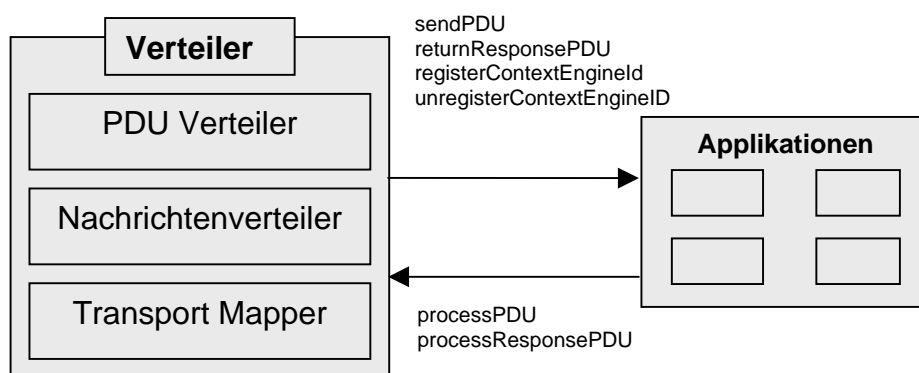 Verteiler
PDU Verteiler
Nachrichtenverteiler
Transport Mapper
sendPDU
returnResponsePDU
registerContextEngineId
unregisterContextEngineID
Applikationen
processPDU
processResponsePDU